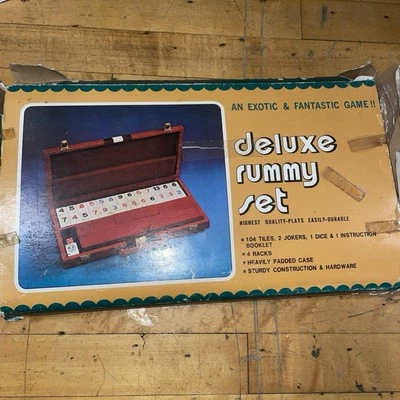 AN EXOTIC & FANTASTIC GAME!!
deluxe
rummy
set
HIGHEST QUALITY-PLAYS EASILY-DURABLE
* 104 TILES, 2 JOKERS, 1 DICE & 1 INSTRUCTION
BOOKLET
* 4 RACKS
* HEAVILY PADDED CASE
* STURDY CONSTRUCTION & HARDWARE